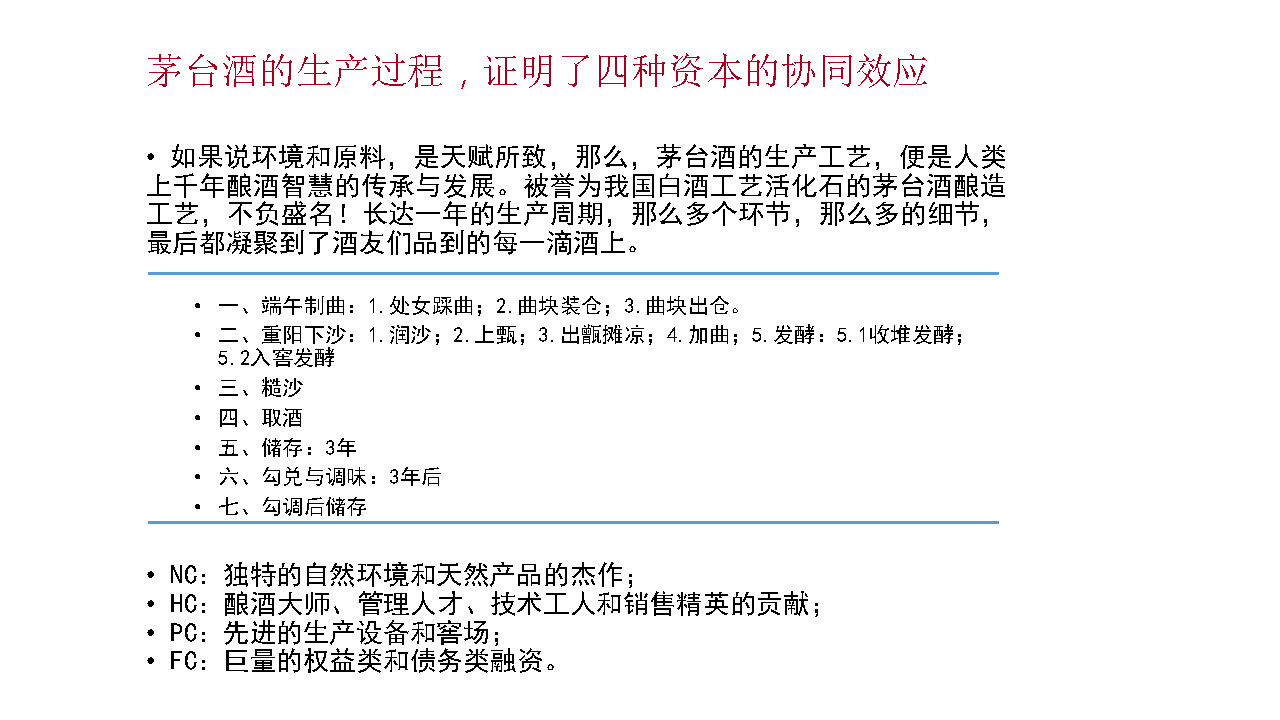 茅台酒的生产过程，证明了四种资本的协同效应
• 如果说环境和原料，是天赋所致，那么，茅台酒的生产工艺，便是人类
上千年酿酒智慧的传承与发展。被誉为我国白酒工艺活化石的茅台酒酿造
工艺，不负盛名！长达一年的生产周期，那么多个环节，那么多的细节，
最后都凝聚到了酒友们品到的每一滴酒上。
• 一、端午制曲：1.处女踩曲；2.曲块装仓；3.曲块出仓。
• 二、重阳下沙：1.润沙；2.上甄；3.出甑摊凉；4.加曲；5.发酵：5.1收堆发酵；
5.2入窖发酵
• 三、糙沙
• 四、取酒
• 五、储存：3年
• 六、勾兑与调味：3年后
• 七、勾调后储存
• NC：独特的自然环境和天然产品的杰作；
• HC：酿酒大师、管理人才、技术工人和销售精英的贡献；
• PC：先进的生产设备和窖场；
• FC：巨量的权益类和债务类融资。